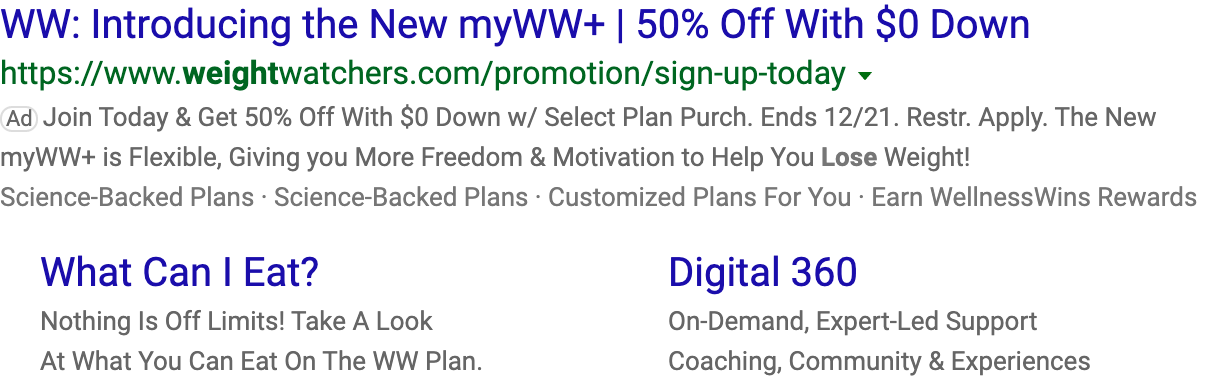 WW: Introducing the New myWW+ | 50% Off With $0 Down
https://www.weightwatchers.com/promotion/sign-up-today
Ad Join Today & Get 50% Off With $0 Down w/ Select Plan Purch. Ends 12/21. Restr. Apply. The New
myWW+ is Flexible, Giving you More Freedom & Motivation to Help You Lose Weight!
Science-Backed Plans · Science-Backed Plans · Customized Plans For You · Earn WellnessWins Rewards
What Can I Eat?
Nothing Is Off Limits! Take A Look
At What You Can Eat On The WW Plan.
Digital 360
On-Demand, Expert-Led Support
Coaching, Community & Experiences